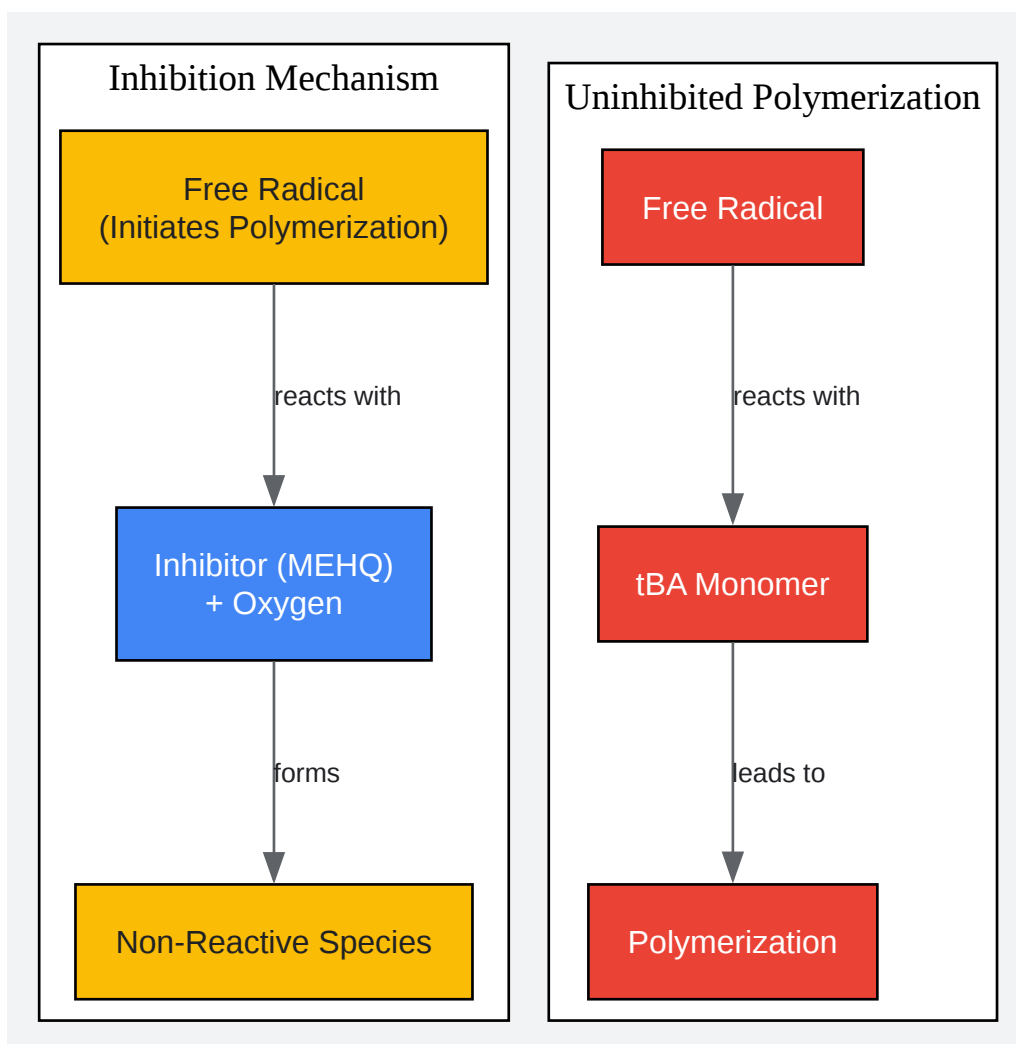 Inhibition Mechanism
Free Radical
(Initiates Polymerization)
reacts with
Inhibitor (MEHQ)
+ Oxygen
forms
Non-Reactive Species
Uninhibited Polymerization
Free Radical
reacts with
tBA Monomer
leads to
Polymerization